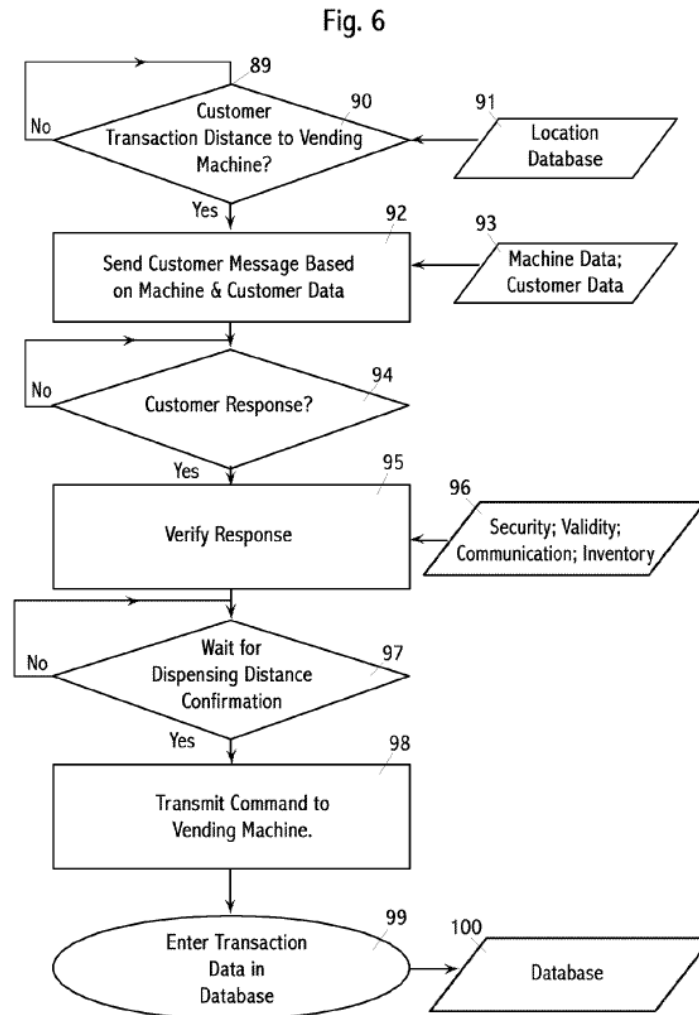 Fig. 6
89
Customer
Transaction Distance to Vending
Machine?
90
No
Yes
91
Location
Database
92
Send Customer Message Based
on Machine & Customer Data
93
Machine Data;
Customer Data
94
Customer Response?
No
Yes
95
Verify Response
96
Security; Validity;
Communication; Inventory
Wait for
Dispensing Distance
Confirmation
97
No
Yes
98
Transmit Command to
Vending Machine.
99
Enter Transaction
Data in
Database
100
Database